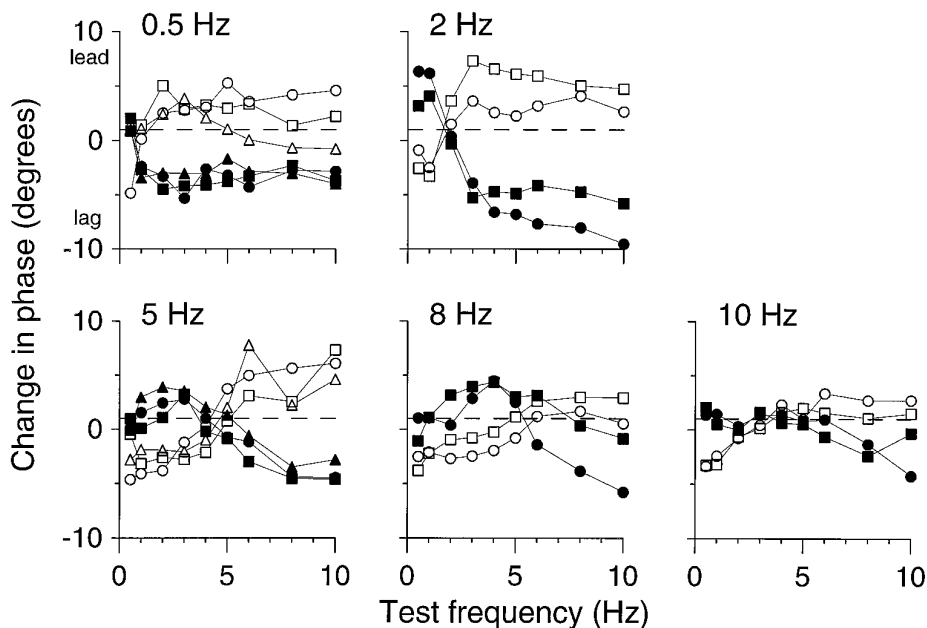 Change in phase (degrees)
0.5 Hz
2 Hz
10
lead
0
lag
-10
5 Hz
8 Hz
10 Hz
10
0
-10
0 5 10
0 5 10
0 5 10
Test frequency (Hz)